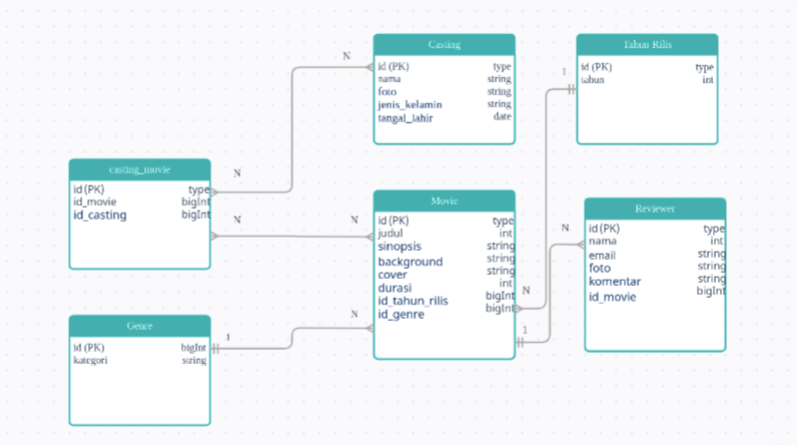 Casting
id (PK) type
nama string
foto string
jenis_kelamin string
tangal_lahir date
N
Tahun Rilis
id (PK) type
tahun int
1
casting_movie
id (PK) type
id_movie bigInt
id_casting bigInt
N
N
Movie
id (PK) type
judul int
sinopsis string
background string
cover string
durasi int
id_tahun_rilis bigInt
id_genre bigInt
N
N
N
1
Reviewer
id (PK) type
nama int
email string
foto string
komentar string
id_movie bigInt
N
Genre
id (PK) bigInt
kategori string
1